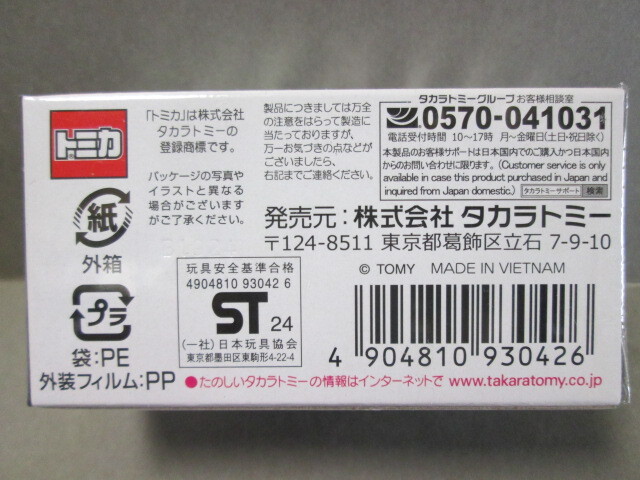 トミカ
「トミカ」は株式会社
タカラトミーの
登録商標です。
パッケージの写真や
イラストと異なる
場合がございます
がご了承ください。
製品につきましては万全
の注意をはらって製造に
当たっておりますが、
万一お気づきの点などが
ございましたら、
右記までご連絡ください。
タカラトミーグループお客様相談室
0570-041031
電話受付時間 10〜17時 月〜金曜日(土・日・祝日除く)
本製品のお客様サポートは日本国内でのご購入かつ日本国内
からのお問い合わせに限ります。(Customer service is only
available in case this product purchased in Japan and
inquired from Japan domestic.) タカラトミーサポート 検索
発売元:株式会社 タカラトミー
〒124-8511 東京都葛飾区立石 7-9-10
紙
外箱
プラ
袋:PE
外装フィルム:PP
玩具安全基準合格
4904810 93042 6
ST 24
(一社)日本玩具協会
東京都墨田区東駒形4-22-4
© TOMY MADE IN VIETNAM
4 904810 930426
●たのしいタカラトミーの情報はインターネットで www.takaratomy.co.jp